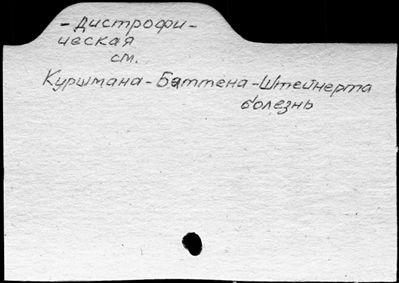 - Дистрофи-
ческая
см.
Куршмана-Баттена-Штейнерта
болезнь